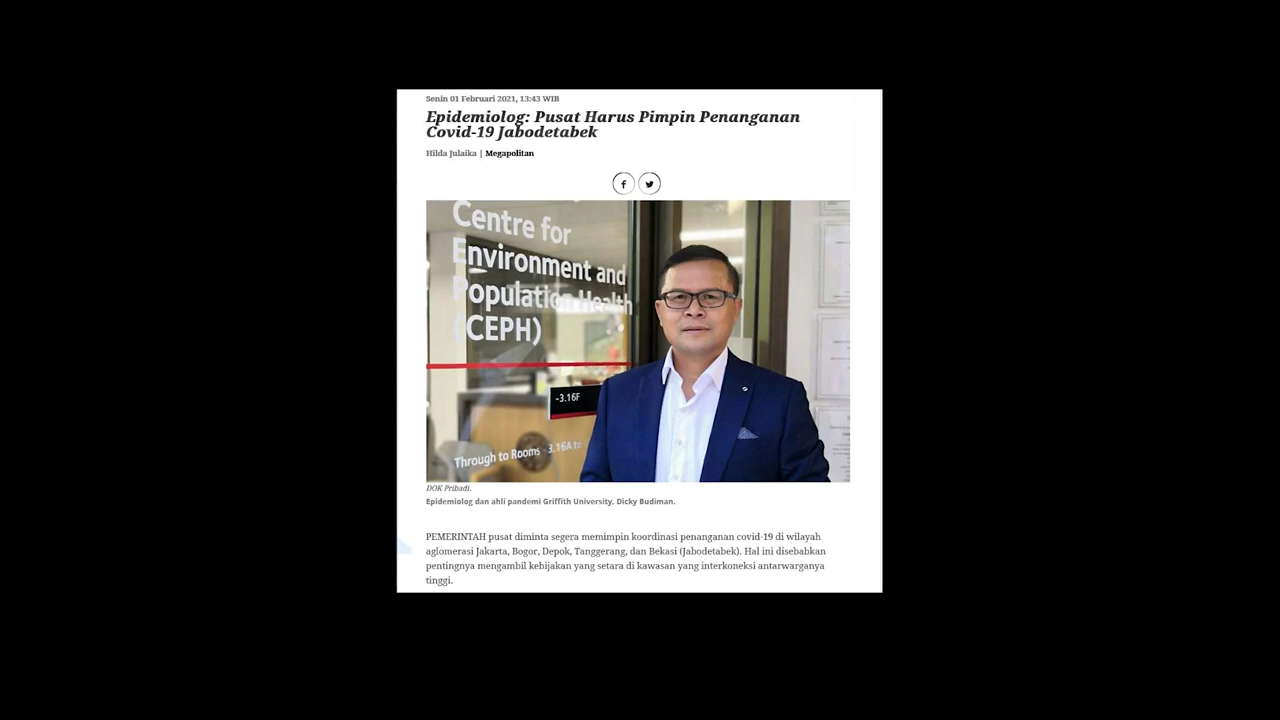 Senin 01 Februari 2021, 13:43 WIB
Epidemiolog: Pusat Harus Pimpin Penanganan
Covid-19 Jabodetabek
Hilda Julaika | Megapolitan
Centre for
Environment and
Population Health
(CEPH)
-3.16F
Through to Rooms -3.16A to
DOK Pribadi.
Epidemiolog dan ahli pandemi Griffith University, Dicky Budiman.
PEMERINTAH pusat diminta segera memimpin koordinasi penanganan covid-19 di wilayah
aglomerasi Jakarta, Bogor, Depok, Tanggerang, dan Bekasi (Jabodetabek). Hal ini disebabkan
pentingnya mengambil kebijakan yang setara di kawasan yang interkoneksi antarwarganya
tinggi.